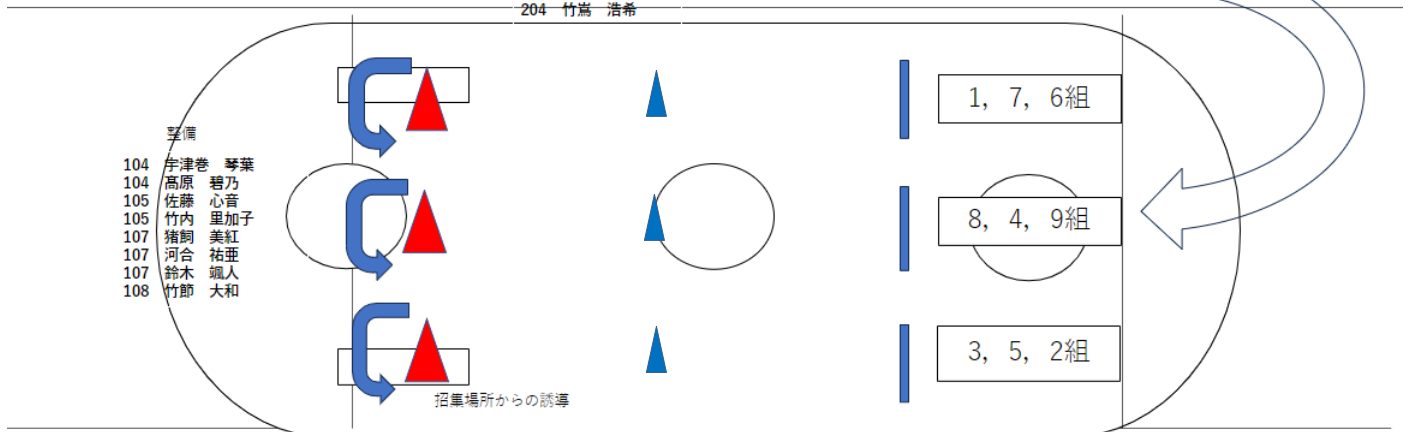 204　竹嶌　浩希
1，7，6組
整備
104　宇津巻　琴葉
104　髙原　碧乃
105　佐藤　心音
105　竹内　里加子
107　猪飼　美紅
107　河合　祐亜
107　鈴木　颯人
108　竹節　大和
8，4，9組
3，5，2組
招集場所からの誘導